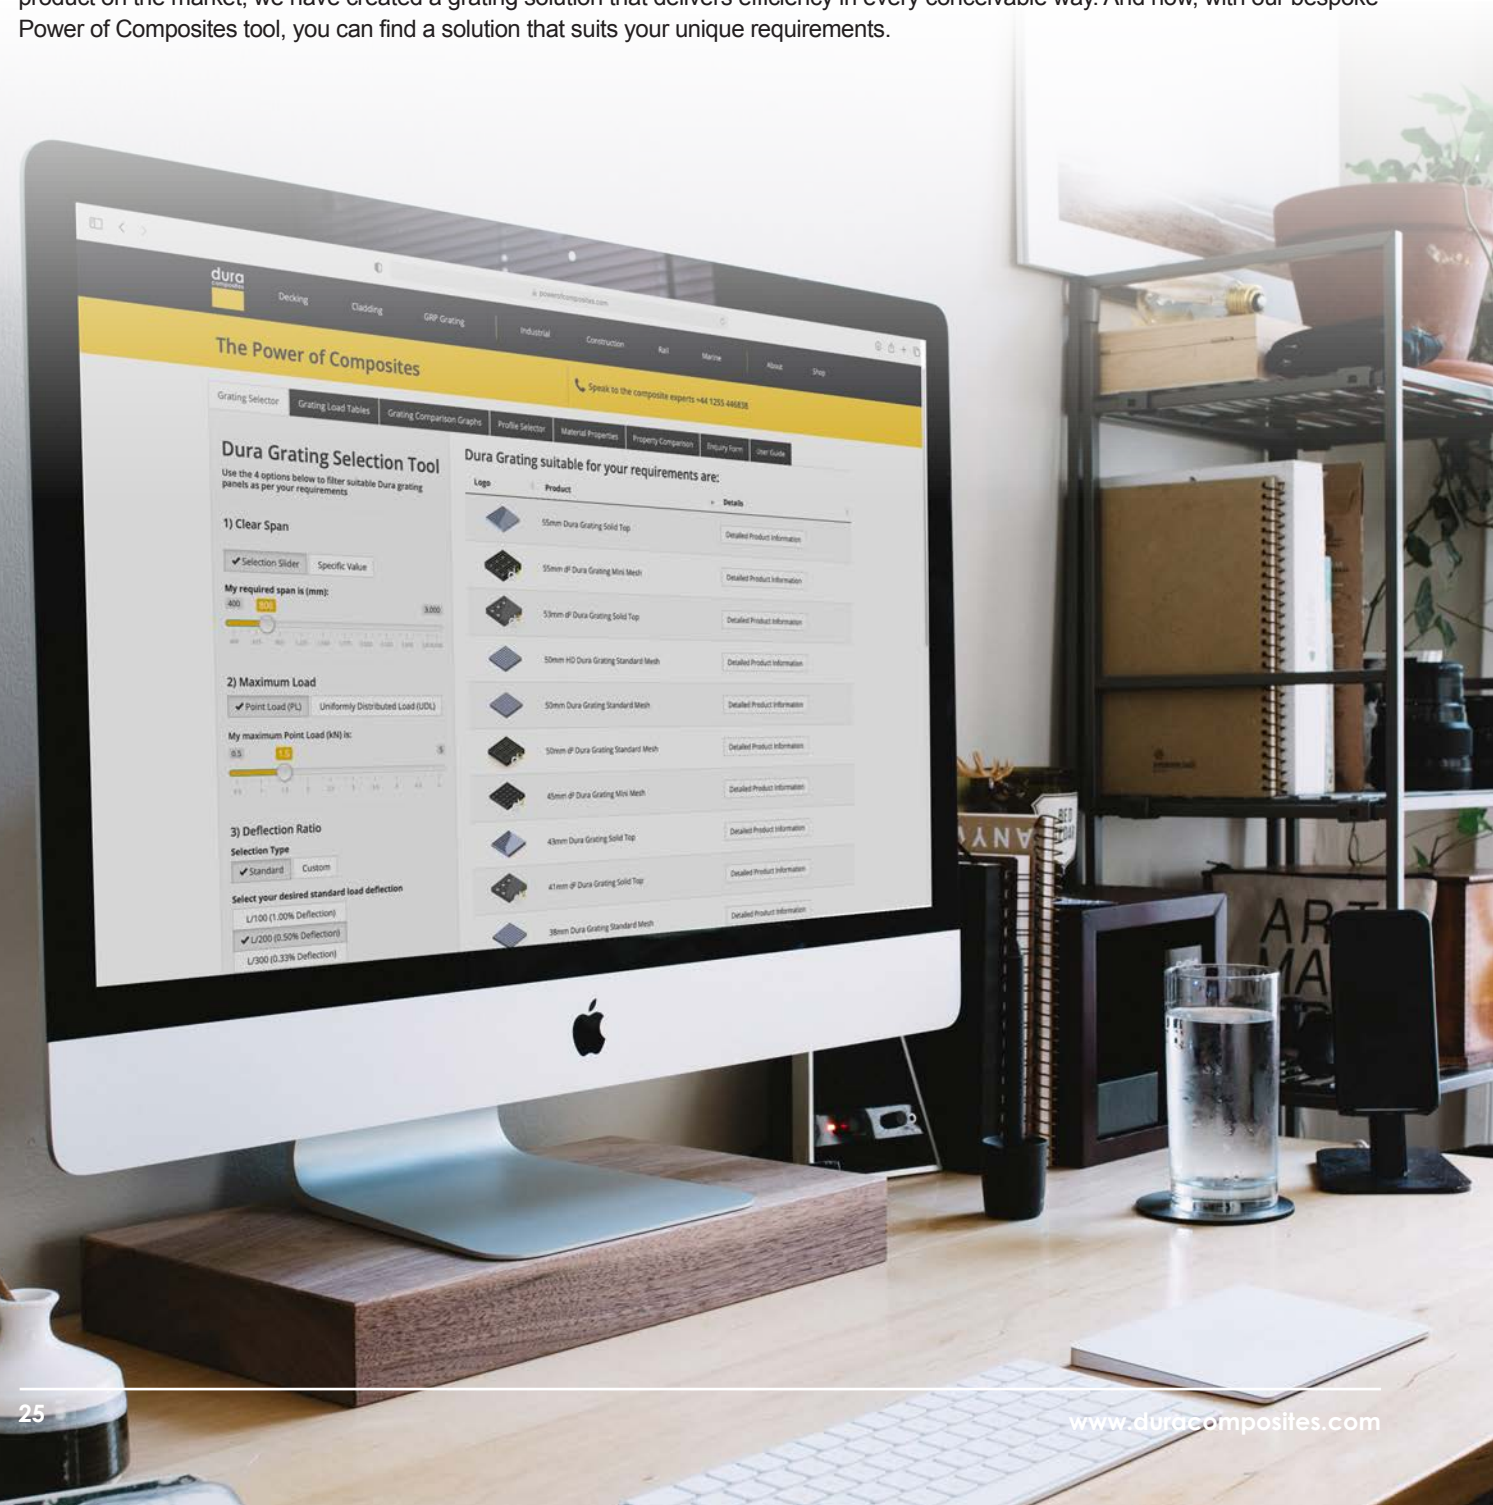 product on the market, we have created a grating solution that delivers efficiency in every conceivable way. And now, with our bespoke
Power of Composites tool, you can find a solution that suits your unique requirements.
powerofcomposites.com
dura
composites
Decking
Cladding
GRP Grating
Industrial
Construction
Rail
Marine
About
Shop
The Power of Composites
Speak to the composite experts +44 1255 446838
Grating Selector
Grating Load Tables
Grating Comparison Graphs
Profile Selector
Material Properties
Property Comparison
Enquiry Form
User Guide
Dura Grating Selection Tool
Use the 4 options below to filter suitable Dura grating
panels as per your requirements
1) Clear Span
Selection Slider
Specific Value
My required span is (mm):
400
800
3,000
2) Maximum Load
Point Load (PL)
Uniformly Distributed Load (UDL)
My maximum Point Load (kN) is:
0.5
1.5
5
3) Deflection Ratio
Selection Type
Standard
Custom
Select your desired standard load deflection
L/100 (1.00% Deflection)
L/200 (0.50% Deflection)
L/300 (0.33% Deflection)
Dura Grating suitable for your requirements are:
Logo
Product
Details
55mm Dura Grating Solid Top
Detailed Product Information
55mm d² Dura Grating Mini Mesh
Detailed Product Information
53mm d² Dura Grating Solid Top
Detailed Product Information
50mm HD Dura Grating Standard Mesh
Detailed Product Information
50mm Dura Grating Standard Mesh
Detailed Product Information
50mm d² Dura Grating Standard Mesh
Detailed Product Information
45mm d² Dura Grating Mini Mesh
Detailed Product Information
43mm Dura Grating Solid Top
Detailed Product Information
41mm d² Dura Grating Solid Top
Detailed Product Information
38mm Dura Grating Standard Mesh
Detailed Product Information
ART
MA
25
www.duracomposites.com